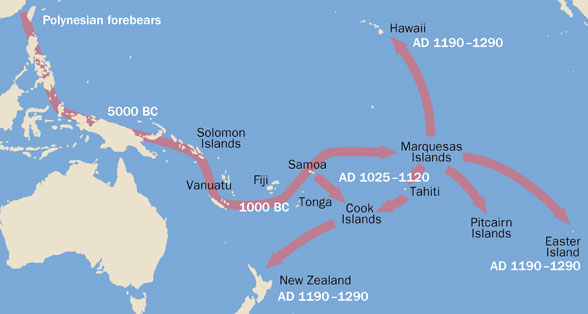 Polynesian forebears
Hawaii
AD 1190–1290
5000 BC
Solomon
Islands
Marquesas
Islands
Samoa
Vanuatu
Fiji
AD 1025–1120
1000 BC
Tonga
Tahiti
Cook
Islands
Pitcairn
Islands
Easter
Island
AD 1190–1290
New Zealand
AD 1190–1290